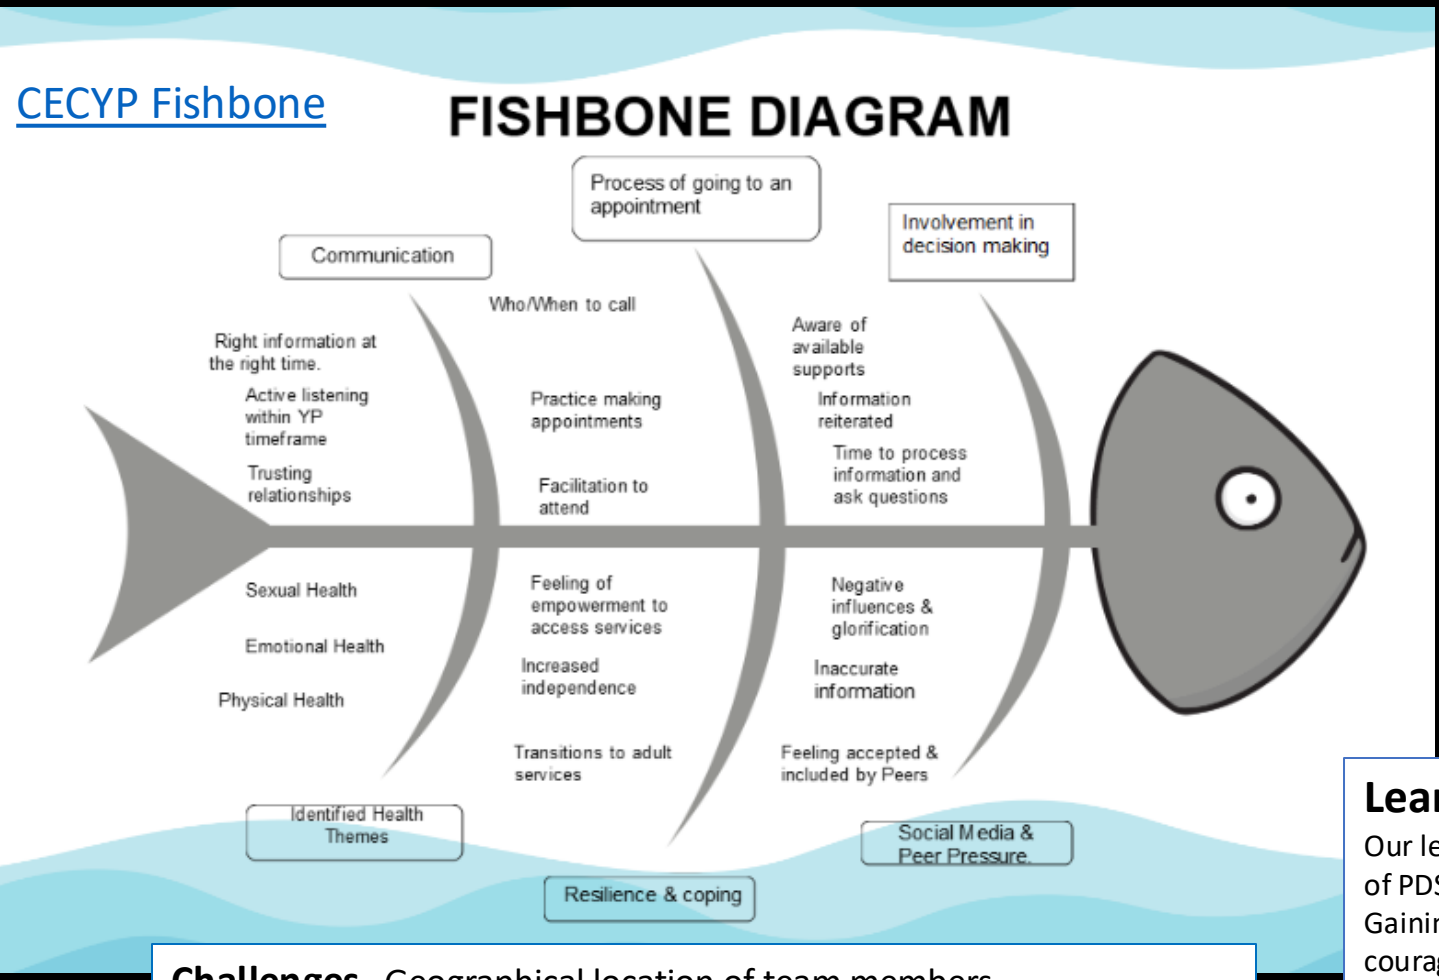 CECYP Fishbone
FISHBONE DIAGRAM
Process of going to an
appointment
Involvement in
decision making
Communication
Who/When to call
Right information at
the right time.
Active listening
within YP
timeframe
Trusting
relationships
Practice making
appointments
Facilitation to
attend
Aware of
available
supports
Information
reiterated
Time to process
information and
ask questions
Sexual Health
Emotional Health
Physical Health
Feeling of
empowerment to
access services
Increased
independence
Transitions to adult
services
Negative
influences &
glorification
Inaccurate
information
Feeling accepted &
included by Peers
Identified Health
Themes
Resilience & coping
Social Media &
Peer Pressure.
Our
of
Challenges Geographical location of team members